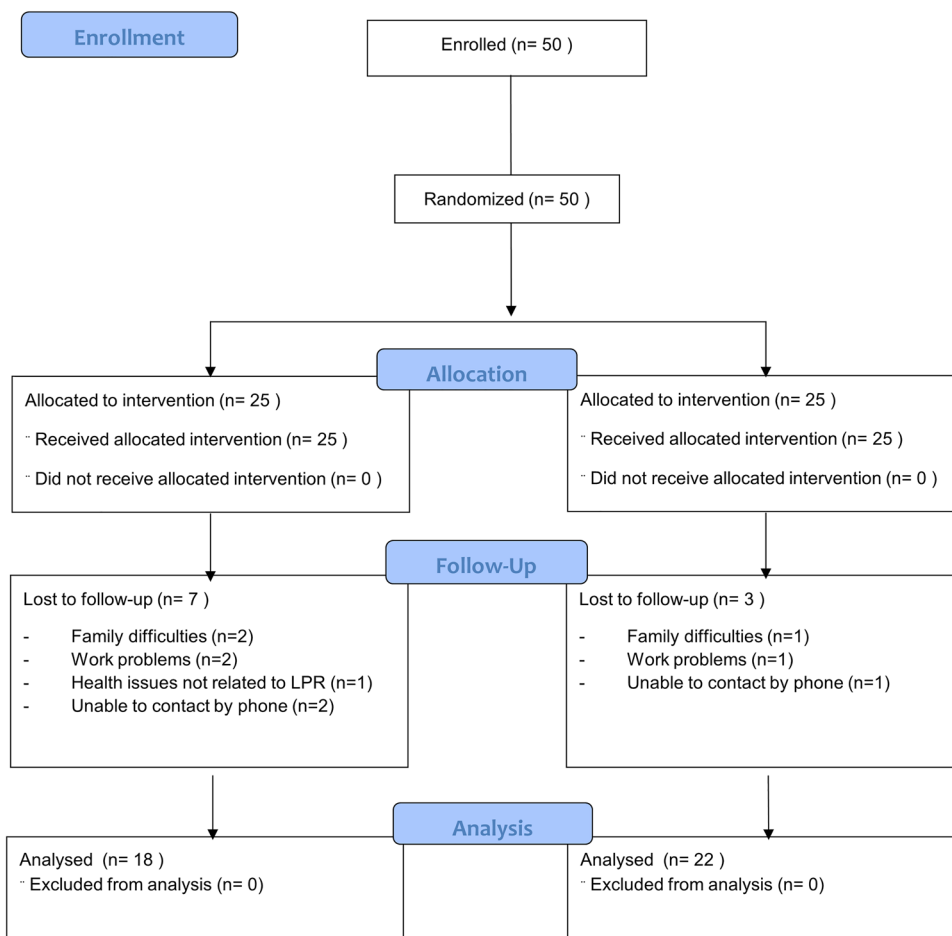 Enrollment
Enrolled (n= 50 )
Randomized (n= 50 )
Allocation
Allocated to intervention (n= 25 )
¨ Received allocated intervention (n= 25 )
¨ Did not receive allocated intervention (n= 0 )
Allocated to intervention (n= 25 )
¨ Received allocated intervention (n= 25 )
¨ Did not receive allocated intervention (n= 0 )
Follow-Up
Lost to follow-up (n= 7 )
- Family difficulties (n=2)
- Work problems (n=2)
- Health issues not related to LPR (n=1)
- Unable to contact by phone (n=2)
Lost to follow-up (n= 3 )
- Family difficulties (n=1)
- Work problems (n=1)
- Unable to contact by phone (n=1)
Analysis
Analysed (n= 18 )
¨ Excluded from analysis (n= 0)
Analysed (n= 22 )
¨ Excluded from analysis (n= 0)